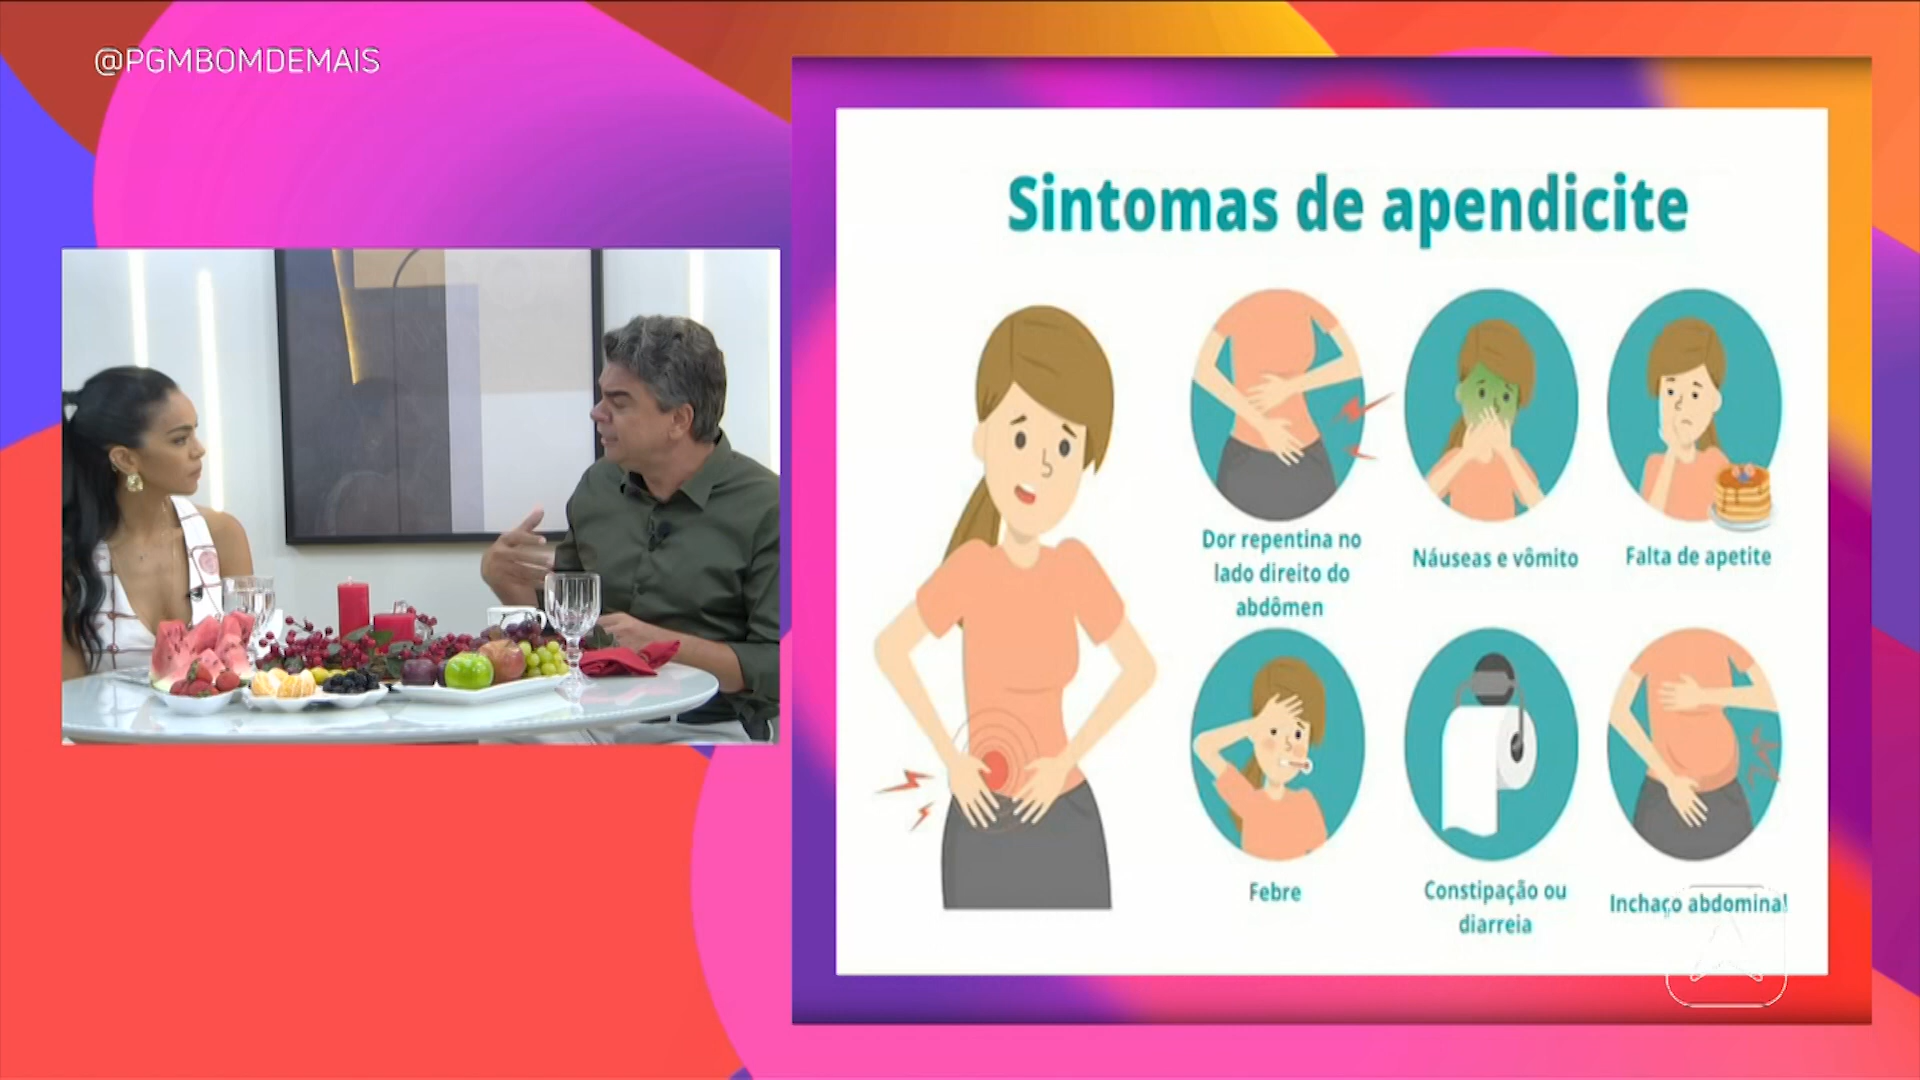 @PGMBOMDEMAIS
Sintomas de apendicite
Dor repentina no
lado direito do
abdômen
Náuseas e vômito
Falta de apetite
Febre
Constipação ou
diarreia
Inchaço abdominal